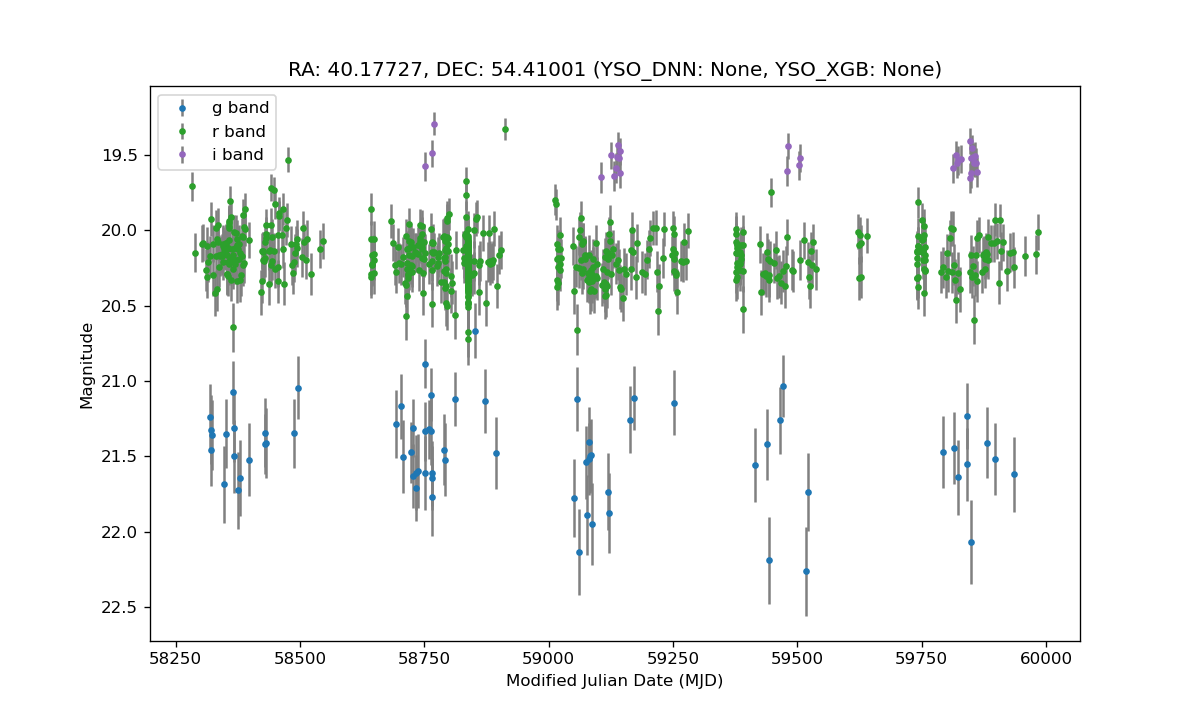 RA: 40.17727, DEC: 54.41001 (YSO_DNN: None, YSO_XGB: None)
g band
r band
i band
19.5
20.0
20.5
21.0
21.5
22.0
22.5
Magnitude
58250 58500 58750 59000 59250 59500 59750 60000
Modified Julian Date (MJD)